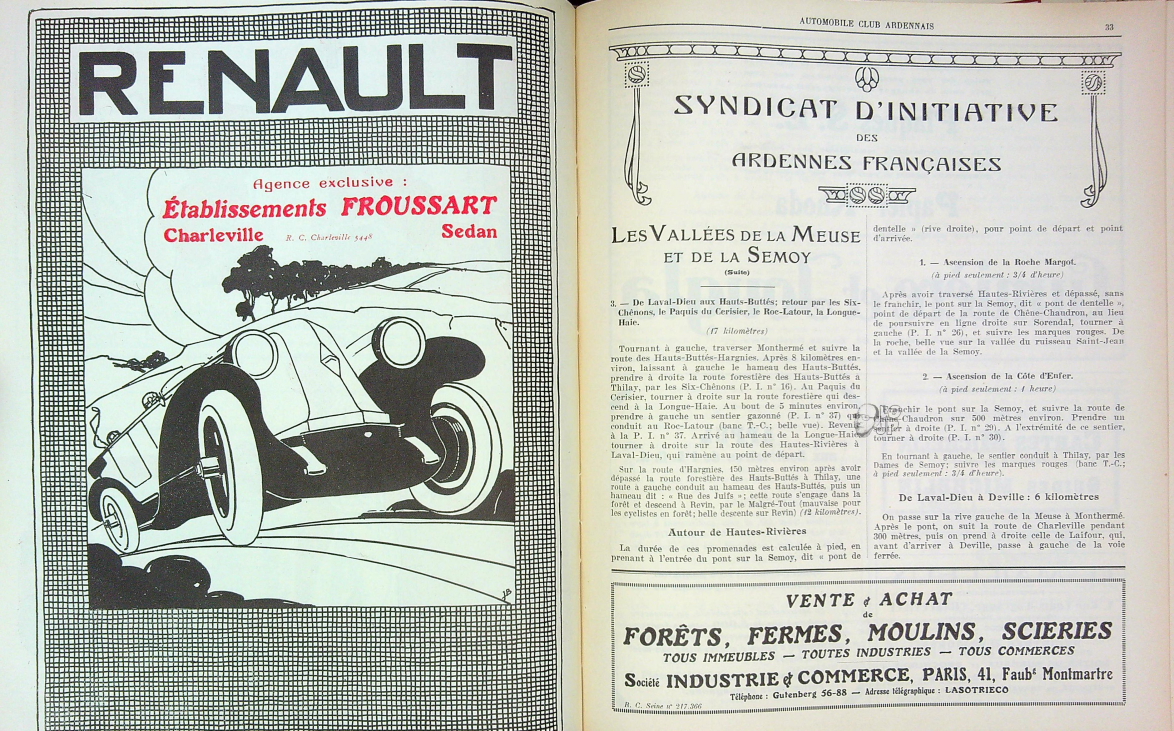 RENAULT
Agence exclusive :
Établissements FROUSSART
Charleville R. C. Charleville 5448 Sedan
JB
AUTOMOBILE CLUB ARDENNAIS 33
SYNDICAT D'INITIATIVE
DES
ARDENNES FRANÇAISES
LES VALLÉES DE LA MEUSE
ET DE LA SEMOY
(Suite)
3. — De Laval-Dieu aux Hauts-Buttés; retour par les Six-
Chênons, le Paquis du Cerisier, le Roc-Latour, la Longue-
Haie.
(17 kilomètres)
Tournant à gauche, traverser Monthermé et suivre la
route des Hauts-Buttés-Hargnies. Après 8 kilomètres en-
viron, laissant à gauche le hameau des Hauts-Buttés,
prendre à droite la route forestière des Hauts-Buttés à
Thilay, par les Six-Chênons (P. I. n° 16). Au Paquis du
Cerisier, tourner à droite sur la route forestière qui des-
cend à la Longue-Haie. Au bout de 5 minutes environ,
prendre à gauche un sentier gazonné (P. I. n° 37) qui
conduit au Roc-Latour (banc T.-C.; belle vue). Revenir
à la P. I. n° 37. Arrivé au hameau de la Longue-Haie
tourner à droite sur la route des Hautes-Rivières à
Laval-Dieu, qui ramène au point de départ.
Sur la route d'Hargnies, 150 mètres environ après avoir
dépassé la route forestière des Hauts-Buttés à Thilay, une
route à gauche conduit au hameau des Hauts-Buttés, puis un
hameau dit : « Rue des Juifs »; cette route s'engage dans la
forêt et descend à Revin, par le Malgré-Tout (mauvaise pour
les cyclistes en forêt; belle descente sur Revin) (12 kilomètres).
Autour de Hautes-Rivières
La durée de ces promenades est calculée à pied, en
prenant à l'entrée du pont sur la Semoy, dit « pont de
dentelle » (rive droite), pour point de départ et point
d'arrivée.
1. — Ascension de la Roche Margot.
(à pied seulement : 3/4 d'heure)
Après avoir traversé Hautes-Rivières et dépassé, sans
le franchir, le pont sur la Semoy, dit « pont de dentelle »,
point de départ de la route de Chêne-Chaudron, au lieu
de poursuivre en ligne droite sur Sorendal, tourner à
gauche (P. I. n° 26), et suivre les marques rouges. De
la roche, belle vue sur la vallée du ruisseau Saint-Jean
et la vallée de la Semoy.
2. — Ascension de la Côte d'Enfer.
(à pied seulement : 1 heure)
Franchir le pont sur la Semoy, et suivre la route de
Chêne-Chaudron sur 500 mètres environ. Prendre un
sentier à droite (P. I. n° 29). A l'extrémité de ce sentier,
tourner à droite (P. I. n° 30).
En tournant à gauche, le sentier conduit à Thilay, par les
Dames de Semoy; suivre les marques rouges (banc T.-C.;
à pied seulement : 3/4 d'heure).
De Laval-Dieu à Deville : 6 kilomètres
On passe sur la rive gauche de la Meuse à Monthermé.
Après le pont, on suit la route de Charleville pendant
300 mètres, puis on prend à droite celle de Laifour, qui,
avant d'arriver à Deville, passe à gauche de la voie
ferrée.
VENTE & ACHAT
de
FORÊTS, FERMES, MOULINS, SCIERIES
TOUS IMMEUBLES — TOUTES INDUSTRIES — TOUS COMMERCES
Société INDUSTRIE & COMMERCE, PARIS, 41, Faubg Montmartre
Téléphone : Gutenberg 56-88 — Adresse télégraphique : LASOTRIECO
R. C. Seine n° 217.366